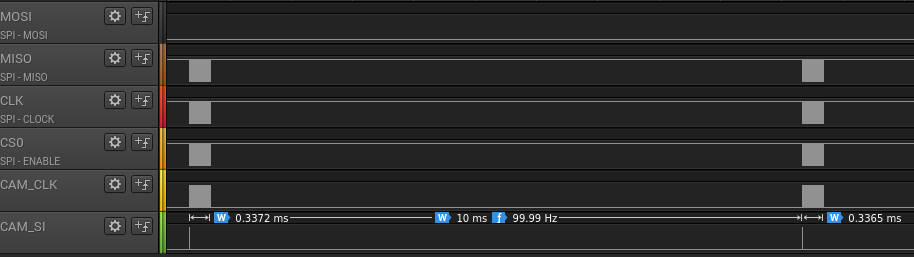 MOSI
SPI - MOSI
MISO
SPI - MISO
CLK
SPI - CLOCK
CS0
SPI - ENABLE
CAM_CLK
W 0.3372 ms W 10 ms f 99.99 Hz W 0.3365 ms
CAM_SI